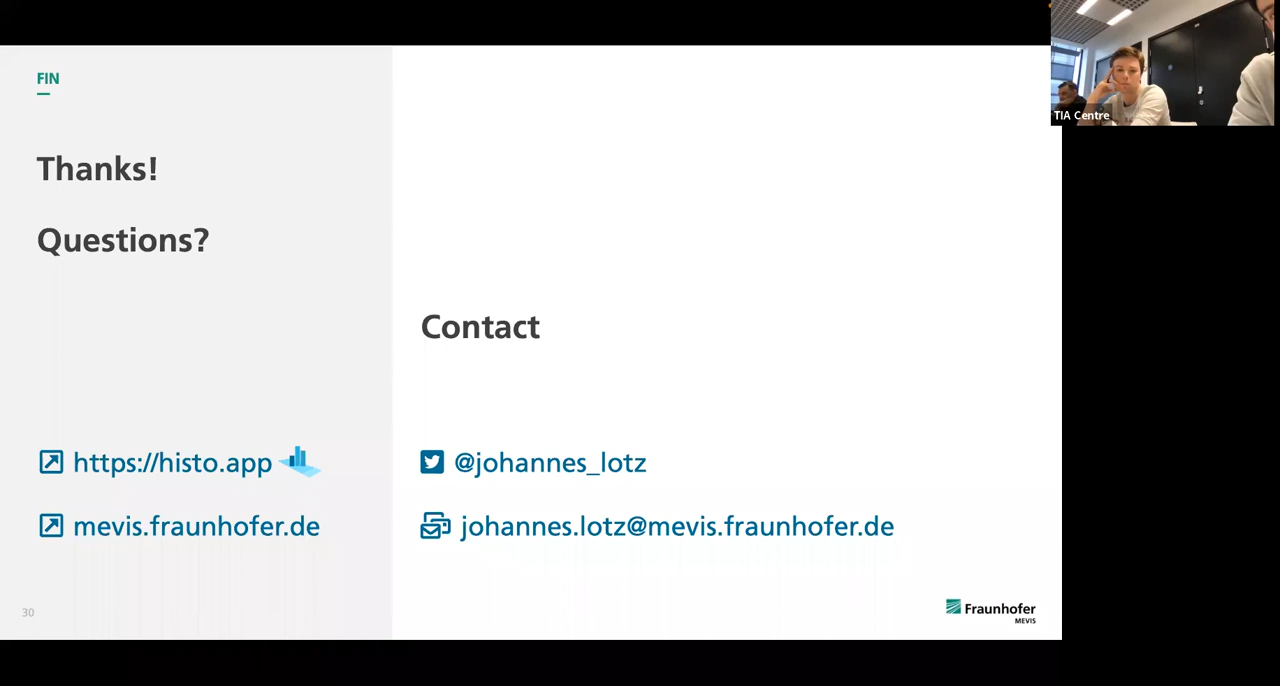 FIN
Thanks!
Questions?
Contact
https://histo.app
@johannes_lotz
mevis.fraunhofer.de
johannes.lotz@mevis.fraunhofer.de
30
Fraunhofer
MEVIS
TIA Centre